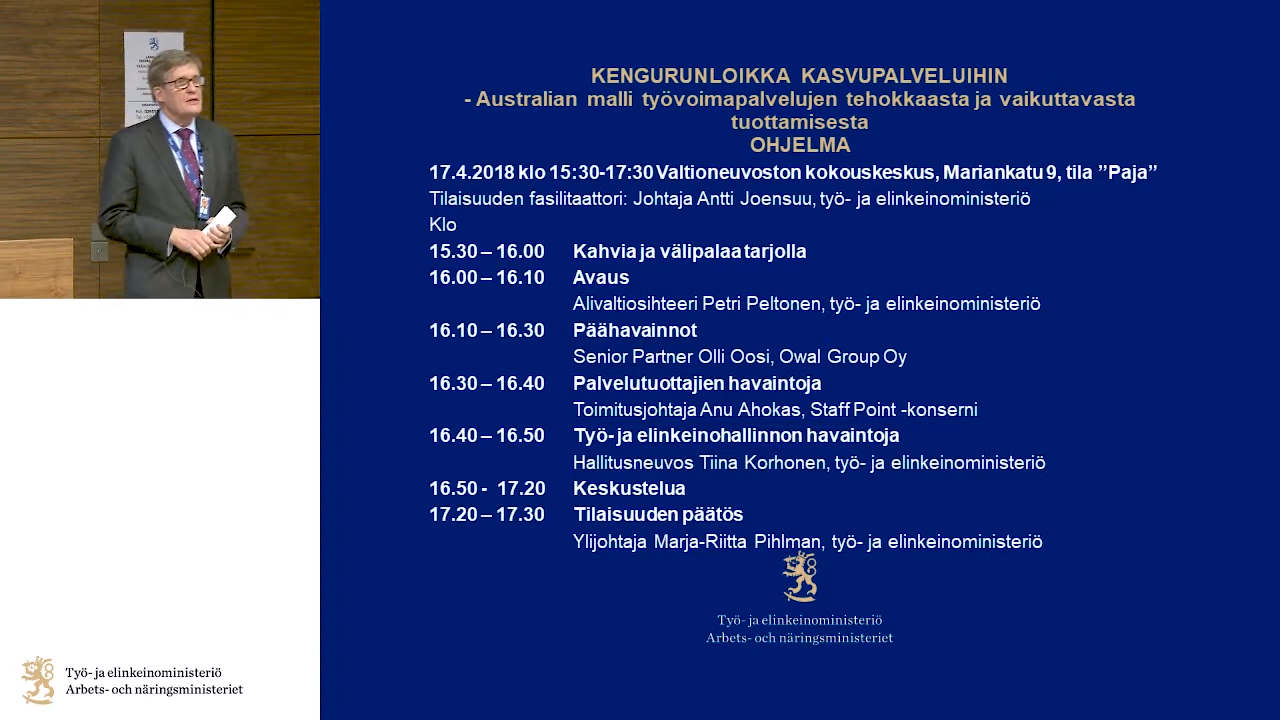 KENGURUNLOIKKA KASVUPALVELUIHIN
- Australian malli työvoimapalvelujen tehokkaasta ja vaikuttavasta
tuottamisesta
OHJELMA
17.4.2018 klo 15:30-17:30 Valtioneuvoston kokouskeskus, Mariankatu 9, tila ”Paja”
Tilaisuuden fasilitaattori: Johtaja Antti Joensuu, työ- ja elinkeinoministeriö
Klo
15.30 – 16.00 Kahvia ja välipalaa tarjolla
16.00 – 16.10 Avaus
Alivaltiosihteeri Petri Peltonen, työ- ja elinkeinoministeriö
16.10 – 16.30 Päähavainnot
Senior Partner Olli Oosi, Owal Group Oy
16.30 – 16.40 Palvelutuottajien havaintoja
Toimitusjohtaja Anu Ahokas, Staff Point -konserni
16.40 – 16.50 Työ- ja elinkeinohallinnon havaintoja
Hallitusneuvos Tiina Korhonen, työ- ja elinkeinoministeriö
16.50 - 17.20 Keskustelua
17.20 – 17.30 Tilaisuuden päätös
Ylijohtaja Marja-Riitta Pihlman, työ- ja elinkeinoministeriö
Työ- ja elinkeinoministeriö
Arbets- och näringsministeriet
Työ- ja elinkeinoministeriö
Arbets- och näringsministeriet